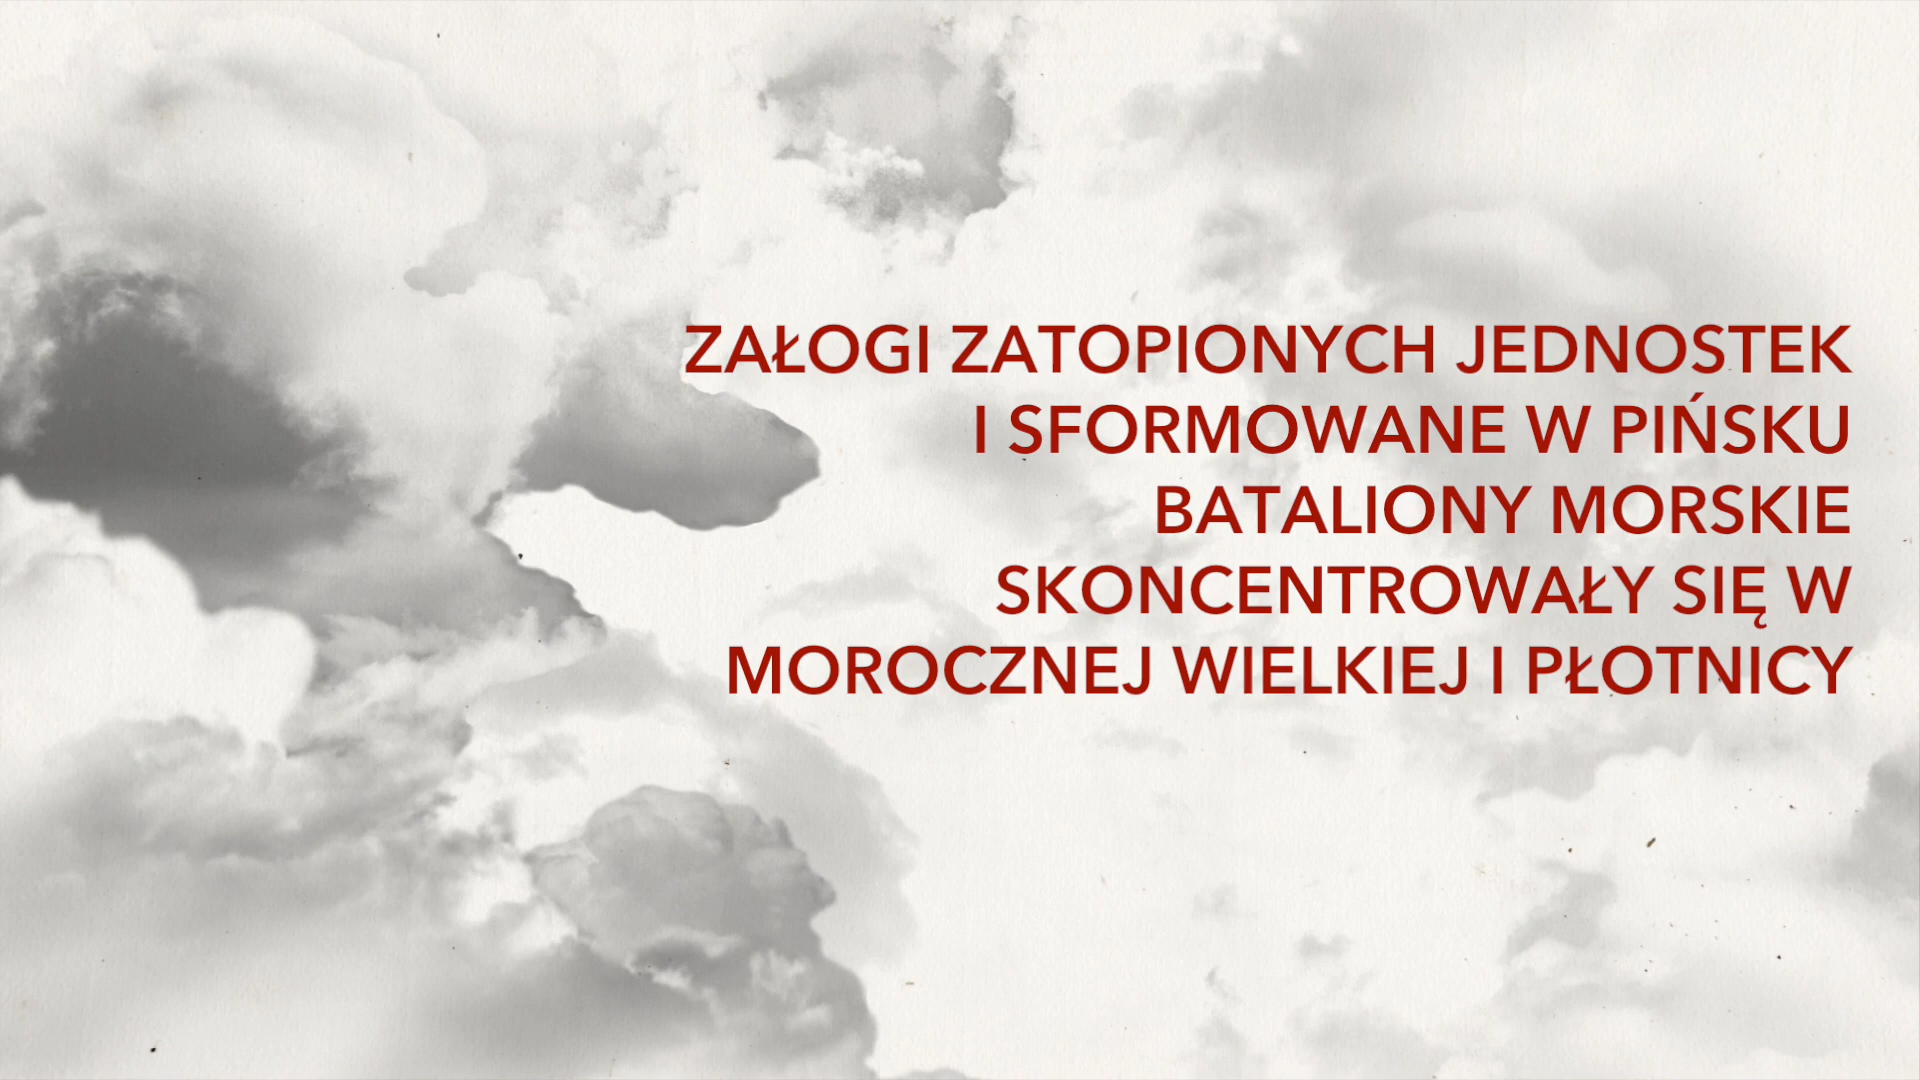 ZAŁOGI ZATOPIONYCH JEDNOSTEK
I SFORMOWANE W PIŃSKU
BATALIONY MORSKIE
SKONCENTROWAŁY SIĘ W
MOROCZNEJ WIELKIEJ I PŁOTNICY